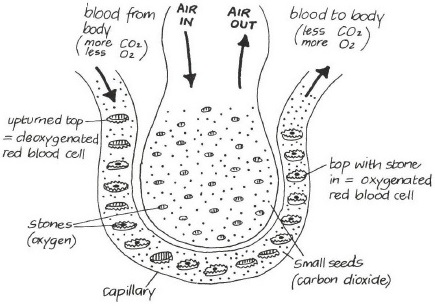 blood from
body
(more CO2
less O2)
AIR
IN
AIR
OUT
blood to body
(less CO2
more O2)
upturned top
= deoxygenated
red blood cell
top with stone
in = oxygenated
red blood cell
stones
(oxygen)
small seeds
(carbon dioxide)
capillary